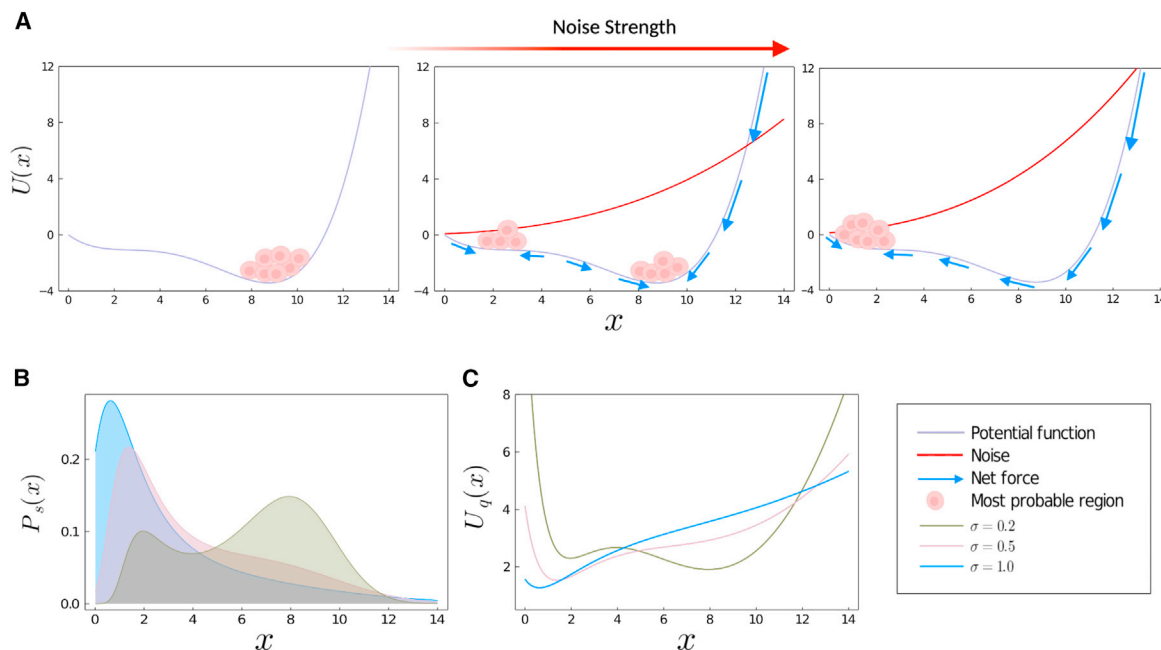 A
Noise Strength
U(x)
12
8
4
0
−4
0 2 4 6 8 10 12 14
12
8
4
0
−4
0 2 4 6 8 10 12 14
x
12
8
4
0
−4
0 2 4 6 8 10 12 14
B
P_s(x)
0.2
0.1
0.0
0 2 4 6 8 10 12 14
x
C
U_q(x)
8
6
4
2
0 2 4 6 8 10 12 14
x
Potential function
Noise
Net force
Most probable region
σ = 0.2
σ = 0.5
σ = 1.0